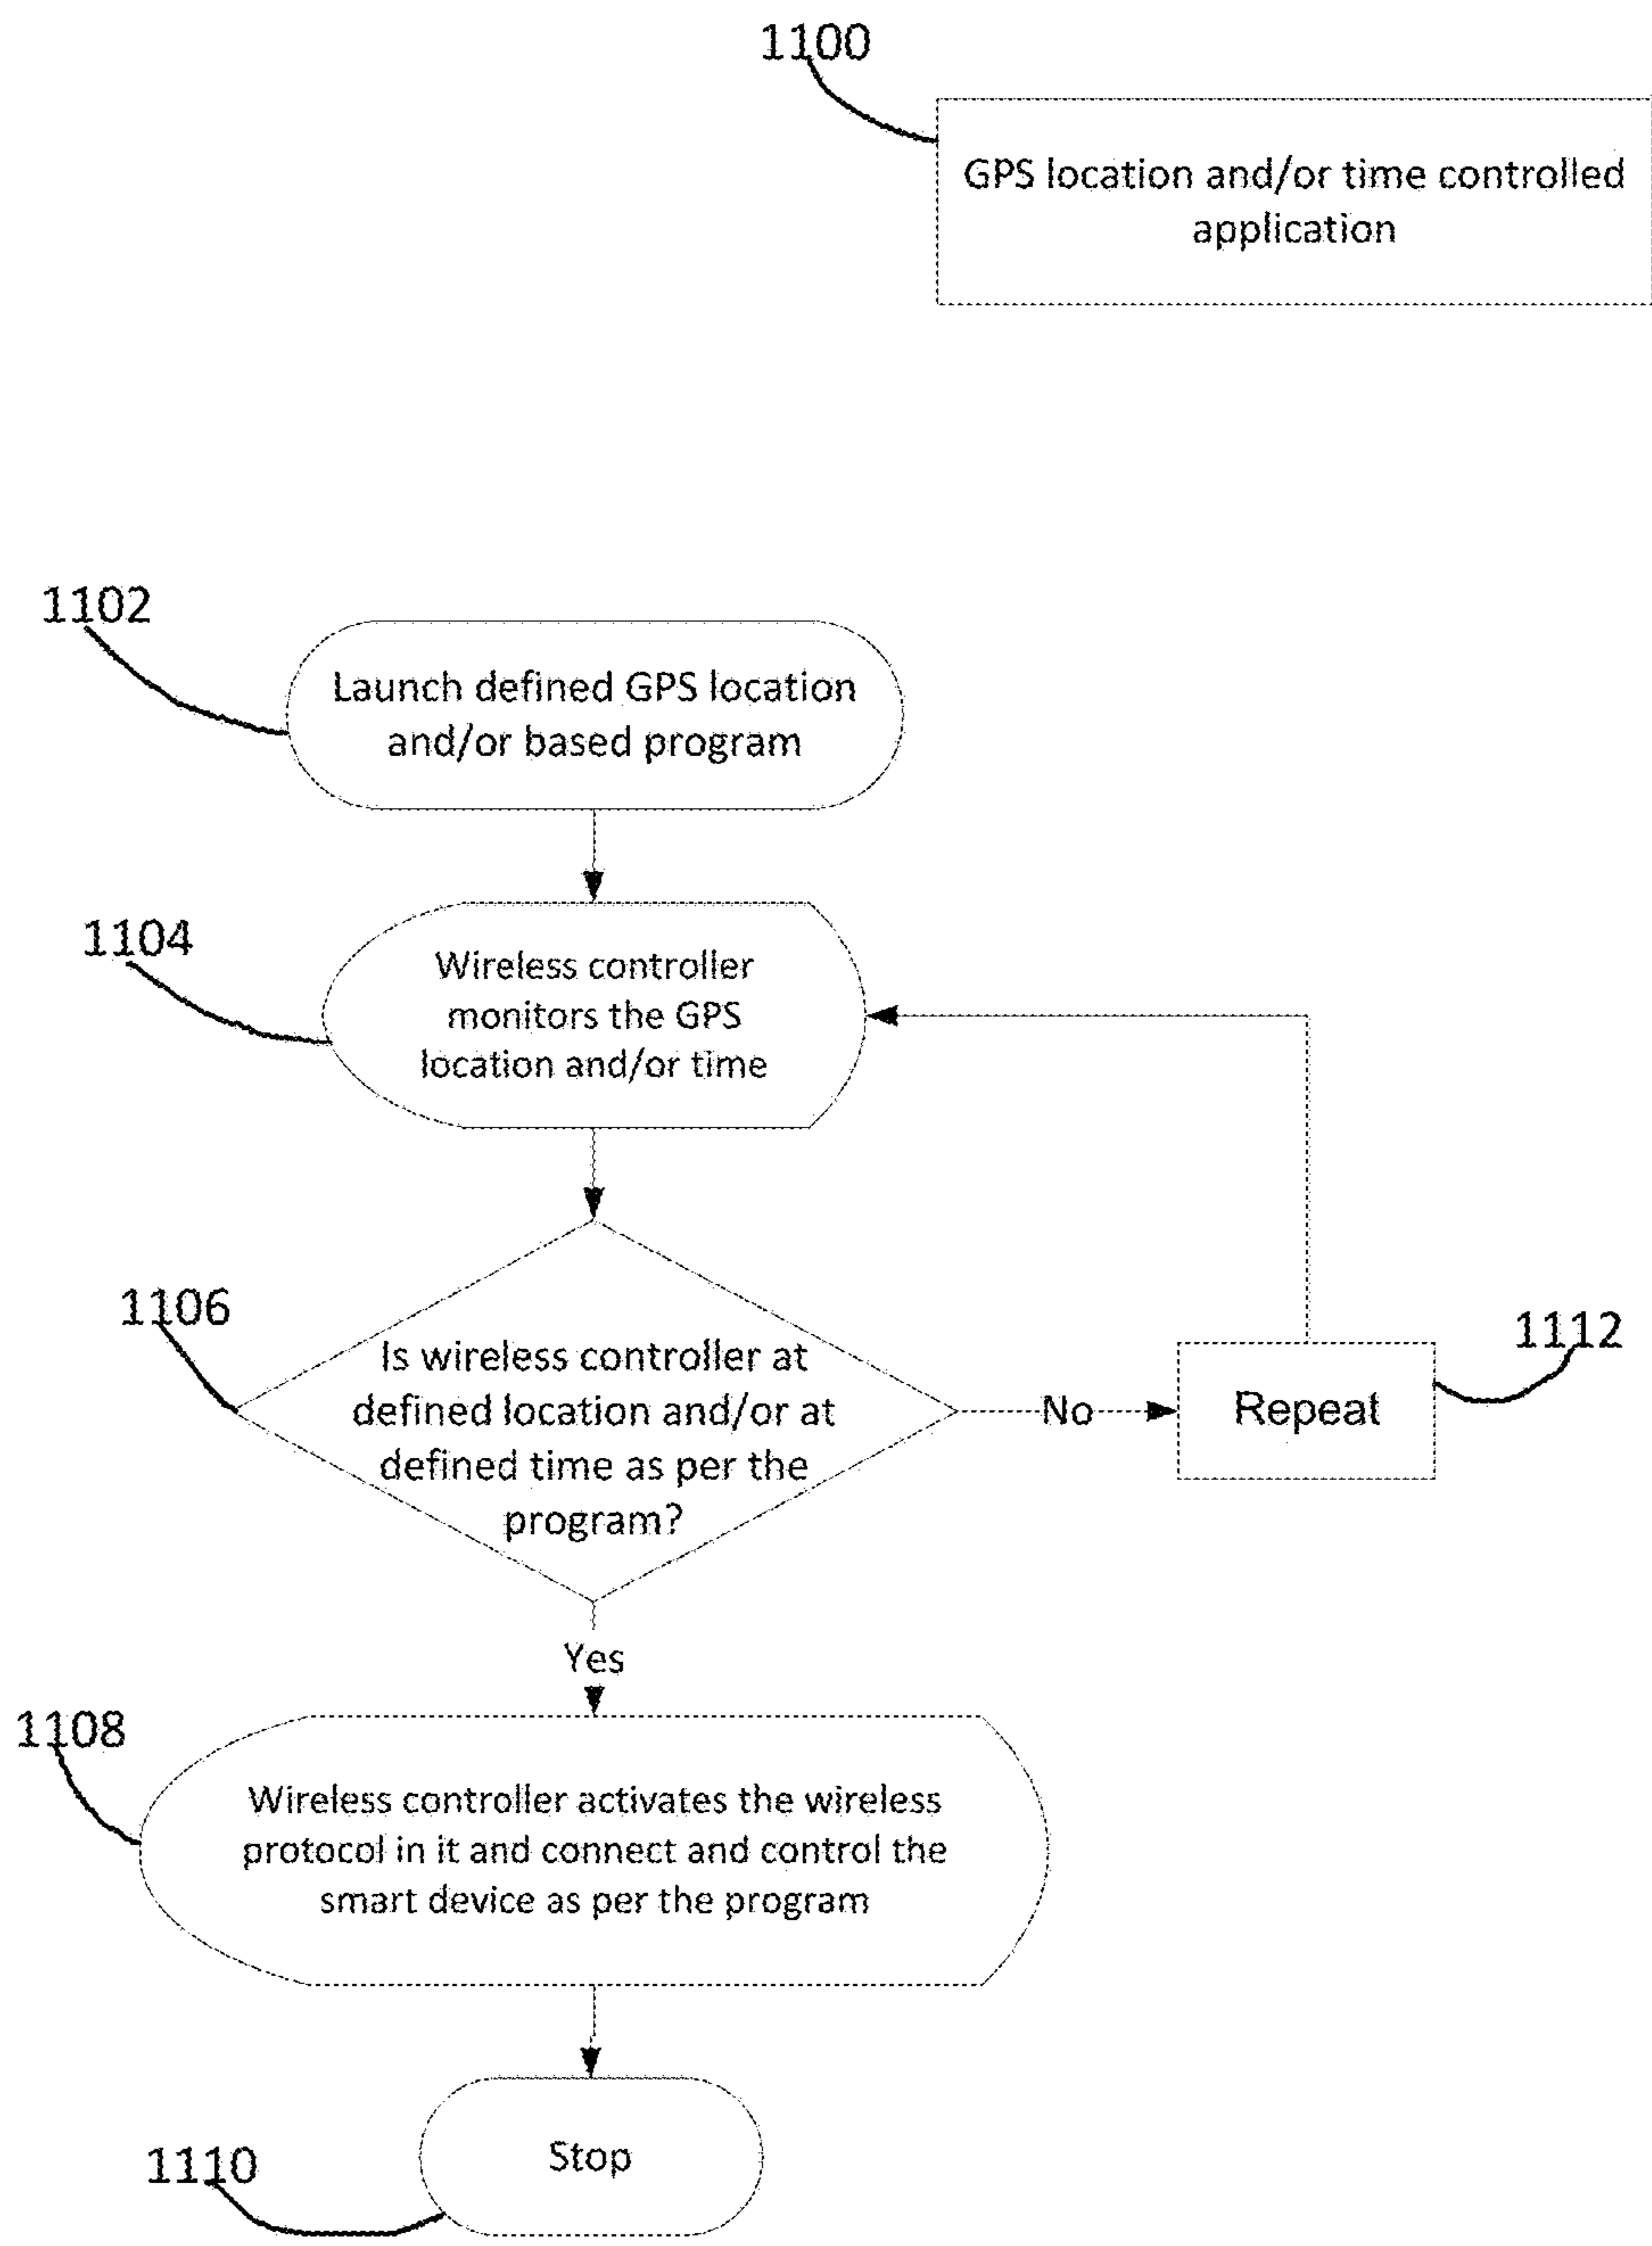 1100
GPS location and/or time controlled
application
1102
Launch defined GPS location
and/or based program
1104
Wireless controller
monitors the GPS
location and/or time
1106
Is wireless controller at
defined location and/or at
defined time as per the
program?
No
Repeat
1112
Yes
1108
Wireless controller activates the wireless
protocol in it and connect and control the
smart device as per the program
1110
Stop